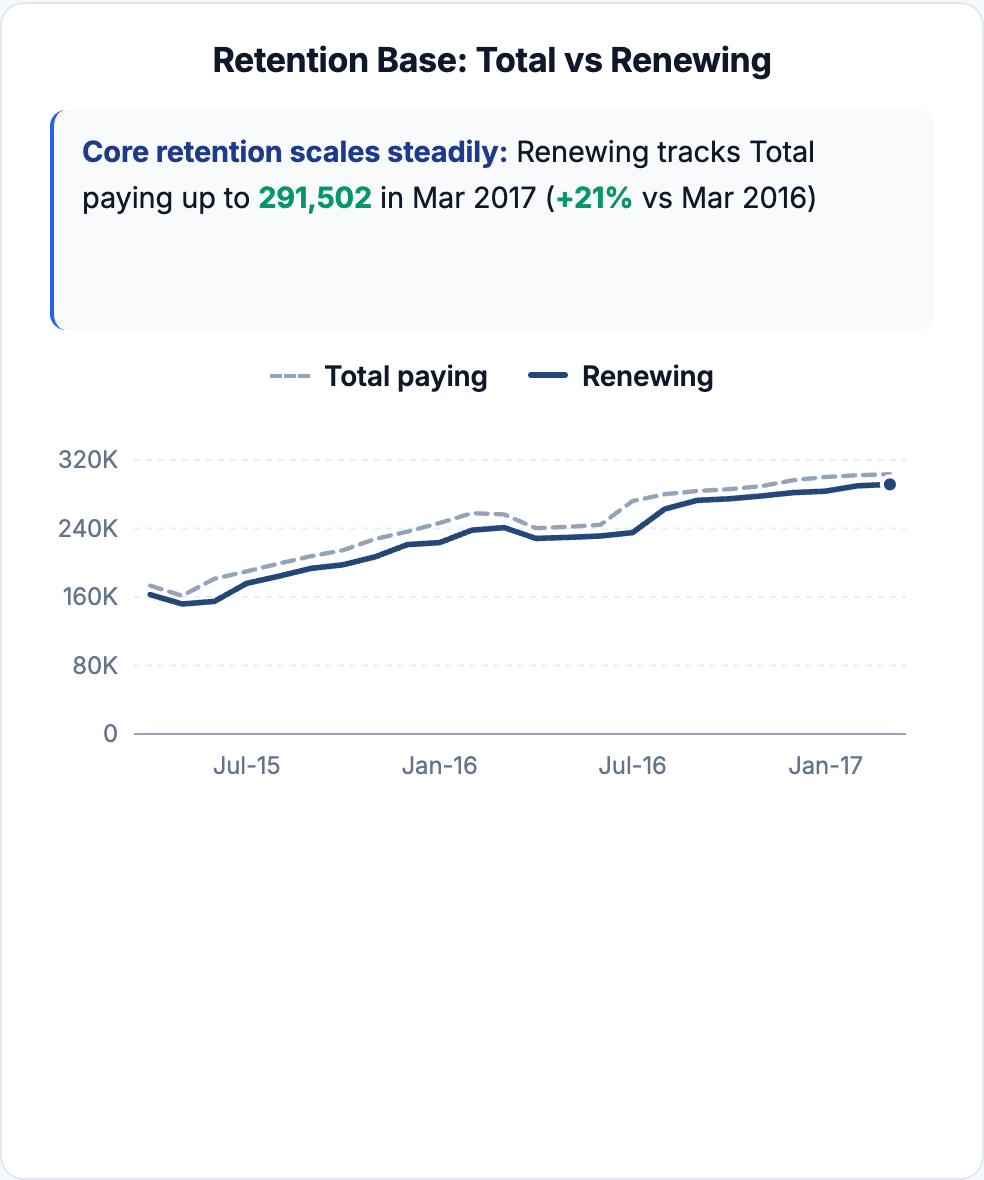 Retention Base: Total vs Renewing
Core retention scales steadily: Renewing tracks Total
paying up to 291,502 in Mar 2017 (+21% vs Mar 2016)
Total paying
Renewing
320K
240K
160K
80K
0
Jul-15
Jan-16
Jul-16
Jan-17